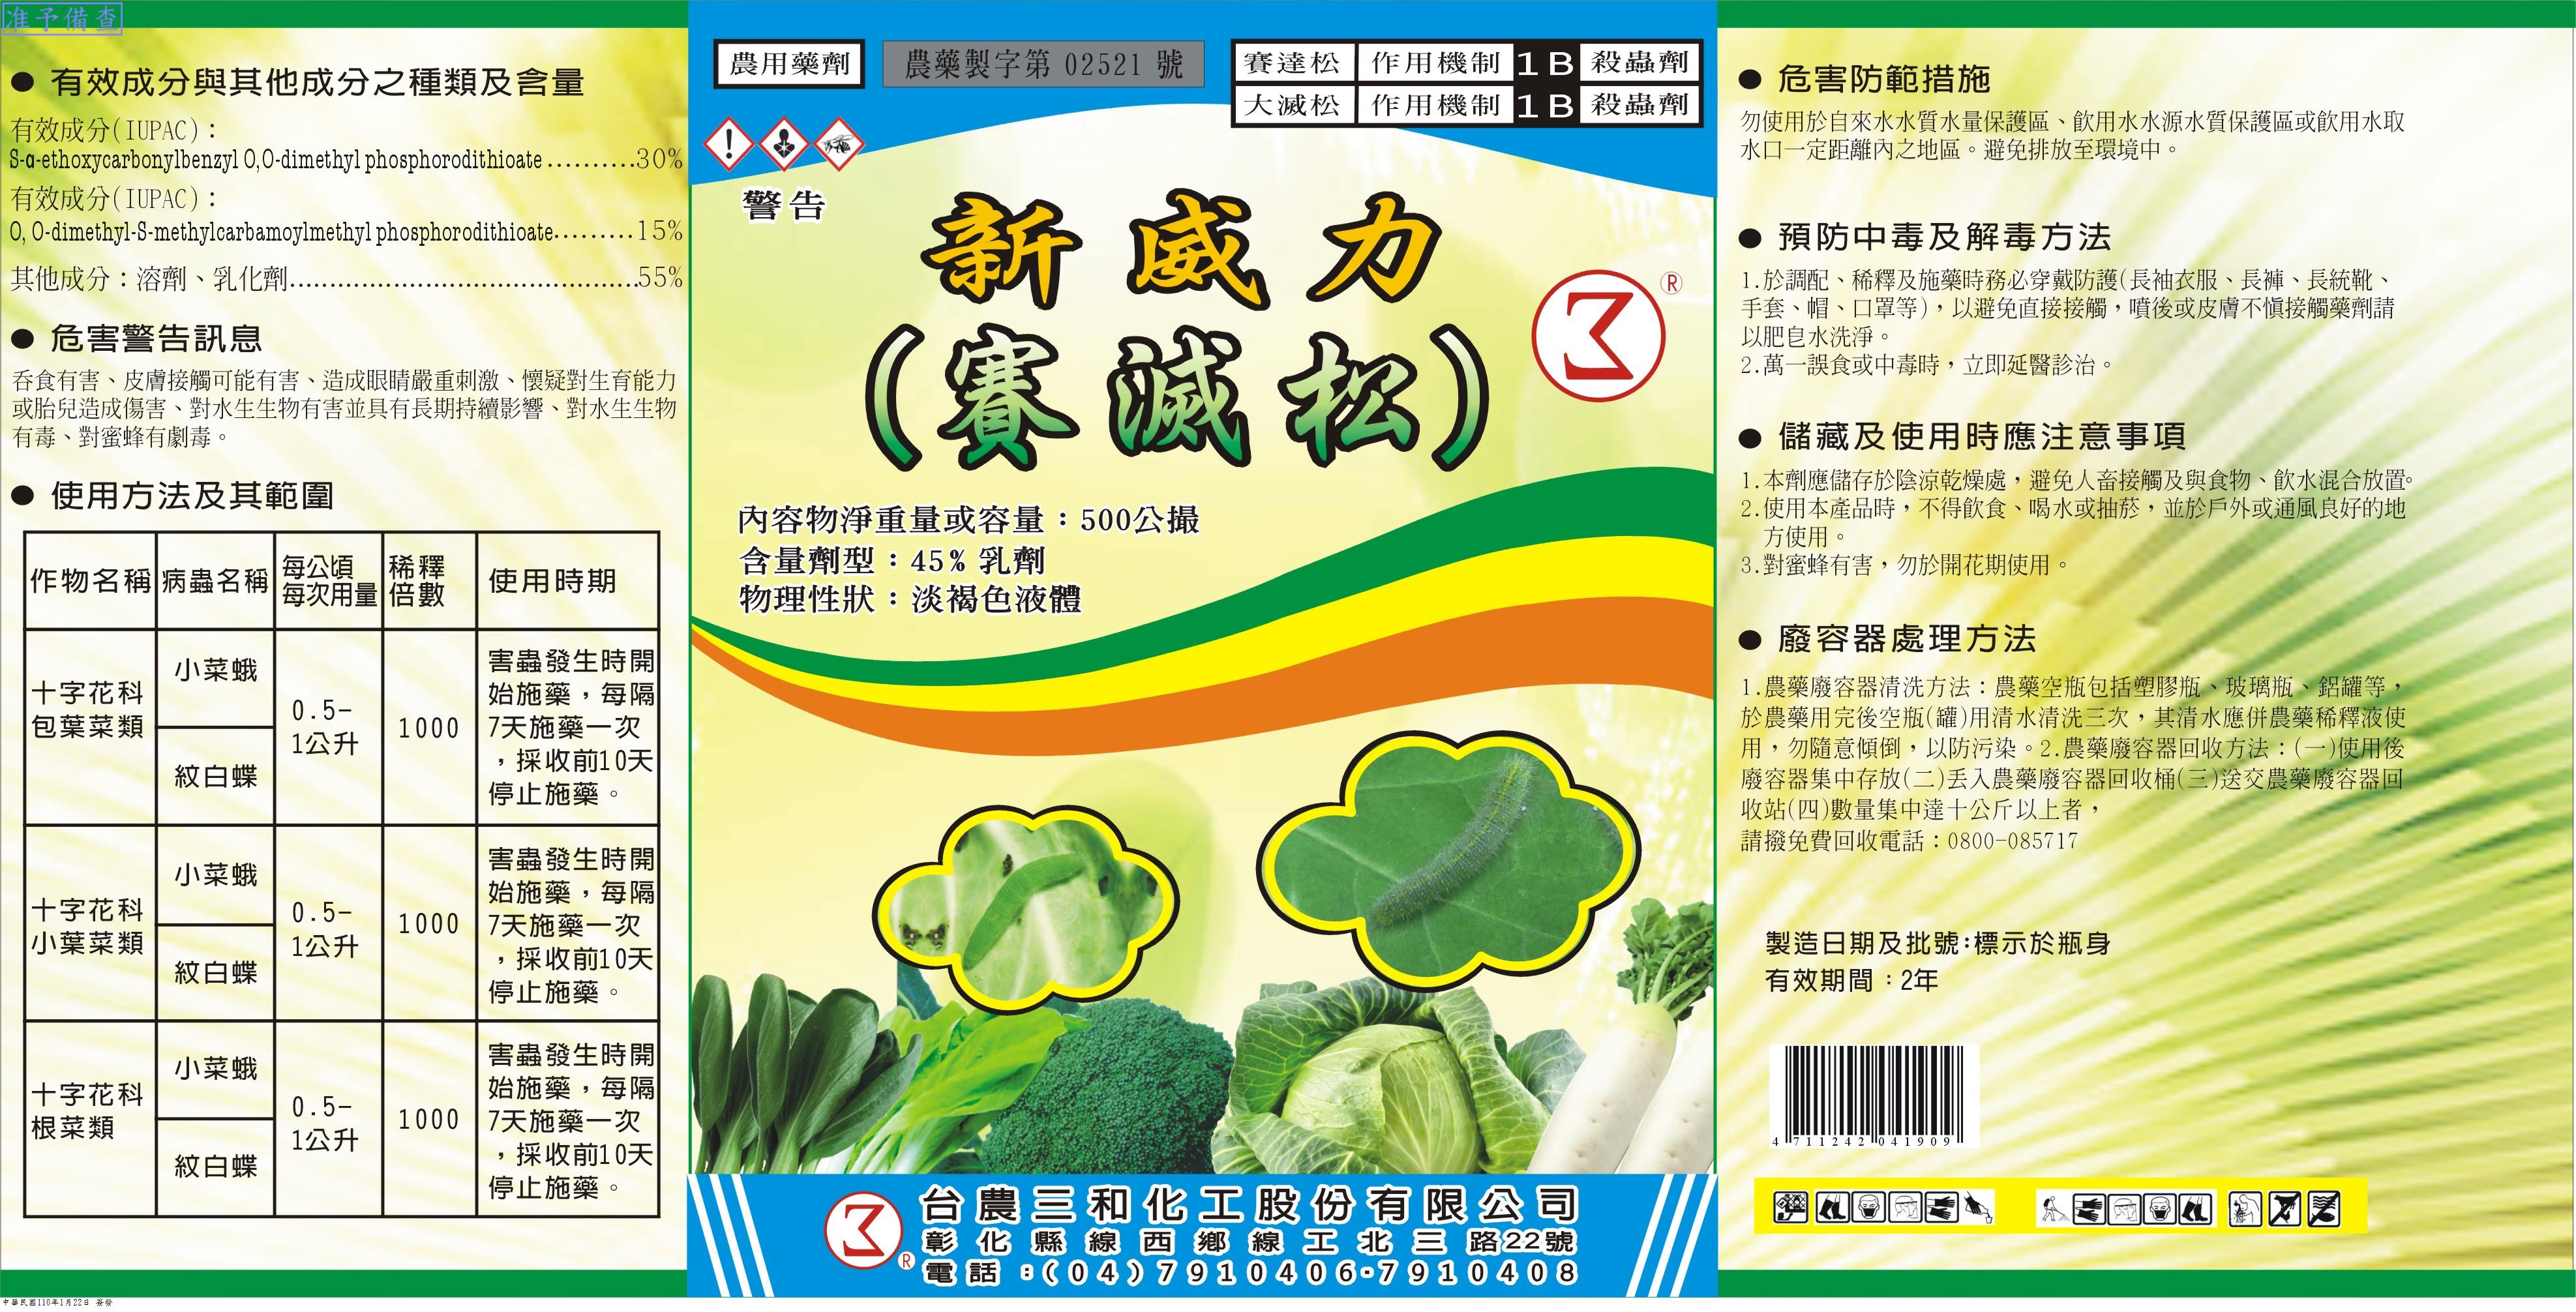 准予備查
● 有效成分與其他成分之種類及含量
有效成分(IUPAC)：
S-α-ethoxycarbonylbenzyl O,O-dimethyl phosphorodithioate..........30%
有效成分(IUPAC)：
O, O-dimethyl-S-methylcarbamoylmethyl phosphorodithioate.........15%
其他成分：溶劑、乳化劑..........................................55%
● 危害警告訊息
吞食有害、皮膚接觸可能有害、造成眼睛嚴重刺激、懷疑對生育能力
或胎兒造成傷害、對水生生物有害並具有長期持續影響、對水生生物
有毒、對蜜蜂有劇毒。
● 使用方法及其範圍
作物名稱 病蟲名稱 每公頃每次用量 稀釋倍數 使用時期
十字花科
包葉菜類
小菜蛾
紋白蝶
0.5-
1公升
1000
害蟲發生時開
始施藥，每隔
7天施藥一次
，採收前10天
停止施藥。
十字花科
小葉菜類
小菜蛾
紋白蝶
0.5-
1公升
1000
害蟲發生時開
始施藥，每隔
7天施藥一次
，採收前10天
停止施藥。
十字花科
根菜類
小菜蛾
紋白蝶
0.5-
1公升
1000
害蟲發生時開
始施藥，每隔
7天施藥一次
，採收前10天
停止施藥。
中華民國110年1月22日 簽發
農用藥劑
農藥製字第 02521 號
賽達松 作用機制 1B 殺蟲劑
大滅松 作用機制 1B 殺蟲劑
警告
新威力
(賽滅松)
®
內容物淨重量或容量：500公撮
含量劑型：45% 乳劑
物理性狀：淡褐色液體
®
台農三和化工股份有限公司
彰化縣線西鄉線工北三路22號
電話：(04)7910406·7910408
● 危害防範措施
勿使用於自來水水質水量保護區、飲用水水源水質保護區或飲用水取
水口一定距離內之地區。避免排放至環境中。
● 預防中毒及解毒方法
1.於調配、稀釋及施藥時務必穿戴防護(長袖衣服、長褲、長統靴、
手套、帽、口罩等)，以避免直接接觸，噴後或皮膚不慎接觸藥劑請
以肥皂水洗淨。
2.萬一誤食或中毒時，立即延醫診治。
● 儲藏及使用時應注意事項
1.本劑應儲存於陰涼乾燥處，避免人畜接觸及與食物、飲水混合放置。
2.使用本產品時，不得飲食、喝水或抽菸，並於戶外或通風良好的地
方使用。
3.對蜜蜂有害，勿於開花期使用。
● 廢容器處理方法
1.農藥廢容器清洗方法：農藥空瓶包括塑膠瓶、玻璃瓶、鋁罐等，
於農藥用完後空瓶(罐)用清水清洗三次，其清水應併農藥稀釋液使
用，勿隨意傾倒，以防污染。2.農藥廢容器回收方法：(一)使用後
廢容器集中存放(二)丟入農藥廢容器回收桶(三)送交農藥廢容器回
收站(四)數量集中達十公斤以上者，
請撥免費回收電話：0800-085717
製造日期及批號:標示於瓶身
有效期間：2年
4 711242 041909